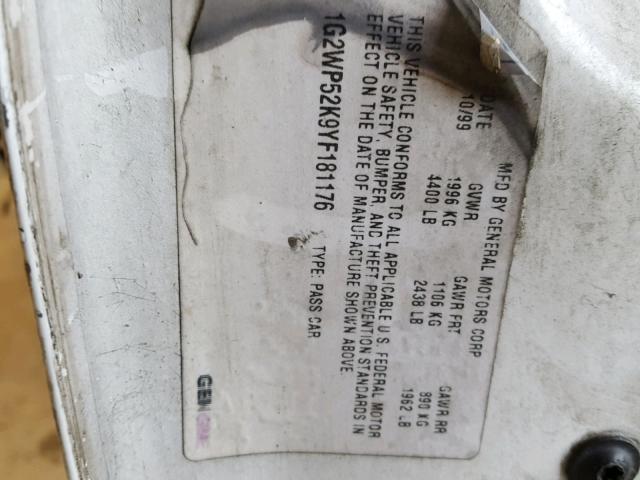 MFD BY GENERAL MOTORS CORP
DATE GVWR GAWR FRT GAWR RR
10/99 1996 KG 1106 KG 890 KG
4400 LB 2438 LB 1962 LB
THIS VEHICLE CONFORMS TO ALL APPLICABLE U.S. FEDERAL MOTOR
VEHICLE SAFETY, BUMPER, AND THEFT PREVENTION STANDARDS IN
EFFECT ON THE DATE OF MANUFACTURE SHOWN ABOVE.
1G2WP52K9YF181176 TYPE: PASS CAR